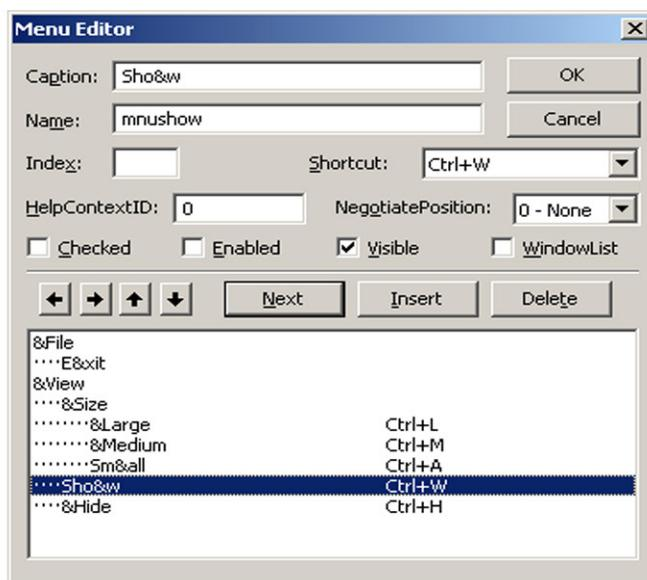 Menu Editor
Caption: Sho&w OK
Name: mnushow Cancel
Index: Shortcut: Ctrl+W
HelpContextID: 0 NegotiatePosition: 0 - None
Checked Enabled Visible WindowList
Next Insert Delete
&File
····E&xit
&View
····&Size
········&Large Ctrl+L
········&Medium Ctrl+M
········Sm&all Ctrl+A
····Sho&w Ctrl+W
····&Hide Ctrl+H